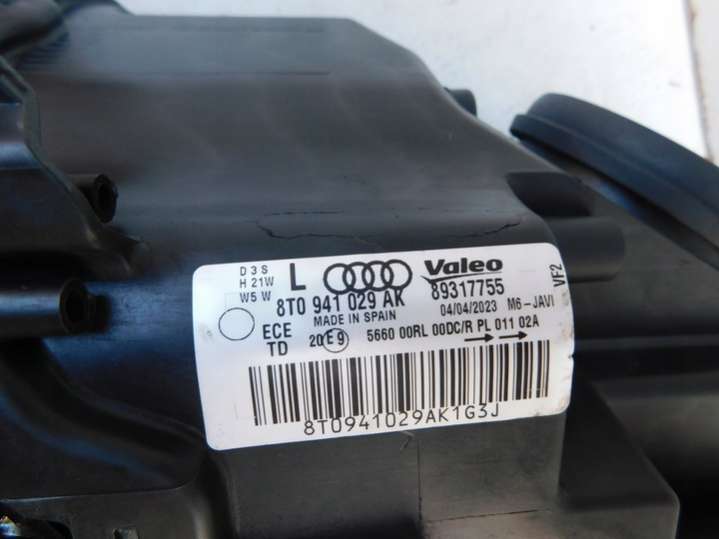 D3S
H 21W
W5W
L Valeo
8T0 941 029 AK 89317755
MADE IN SPAIN 04/04/2023 M6-JAVI VF2
ECE
TD 20 E9 5660 00RL 00DC/R PL 011 02A
8T0941029AK1G3J